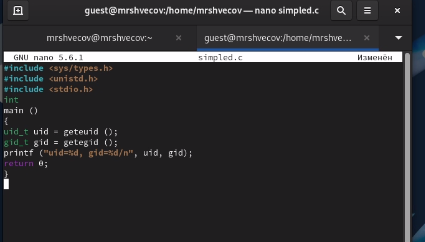 guest@mrshvecov:/home/mrshvecov — nano simpled.c
mrshvecov@mrshvecov:~
guest@mrshvecov:/home/mrshve...
GNU nano 5.6.1 simpled.c Изменён
#include <sys/types.h>
#include <unistd.h>
#include <stdio.h>
int
main ()
{
uid_t uid = geteuid ();
gid_t gid = getegid ();
printf ("uid=%d, gid=%d/n", uid, gid);
return 0;
}